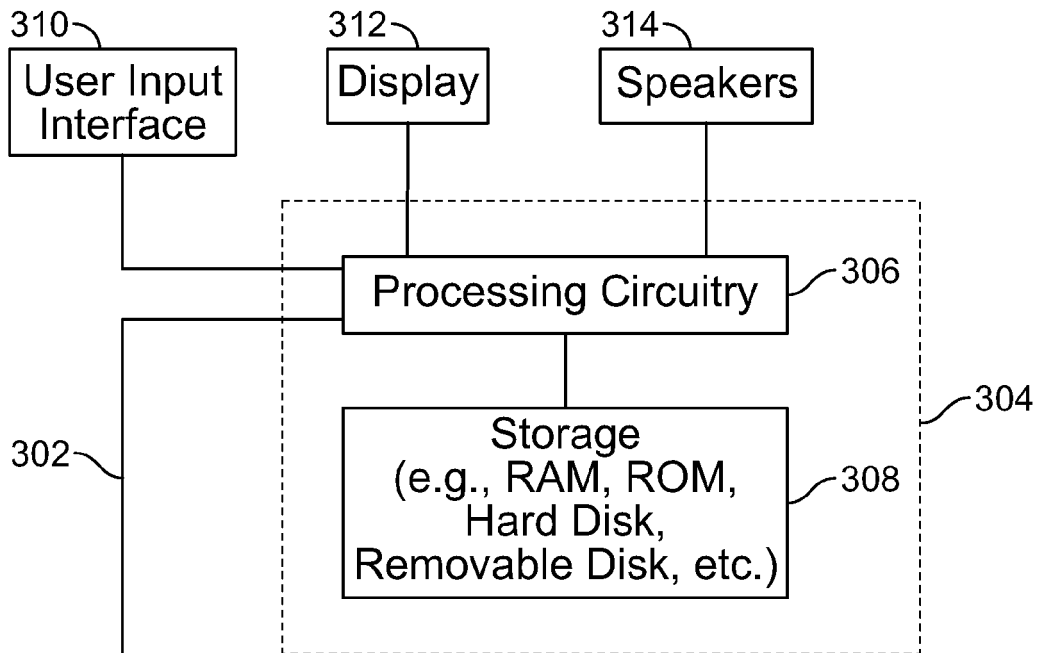 310
312
314
User Input
Interface
Display
Speakers
Processing Circuitry
306
304
302
Storage
(e.g., RAM, ROM,
Hard Disk,
Removable Disk, etc.)
308